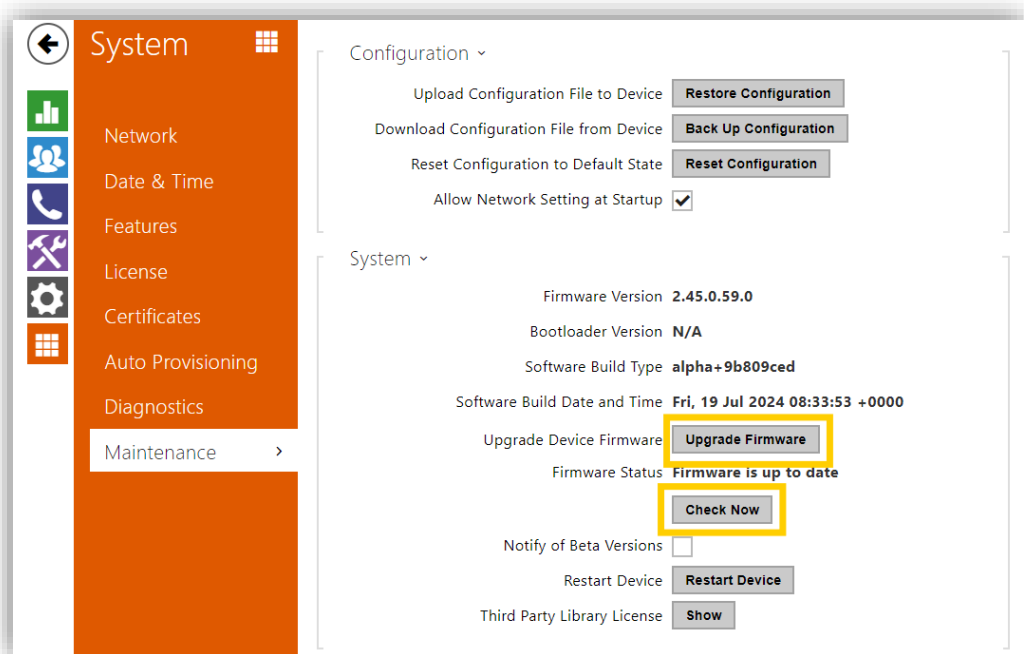 System
Network
Date & Time
Features
License
Certificates
Auto Provisioning
Diagnostics
Maintenance
Configuration
Upload Configuration File to Device Restore Configuration
Download Configuration File from Device Back Up Configuration
Reset Configuration to Default State Reset Configuration
Allow Network Setting at Startup
System
Firmware Version 2.45.0.59.0
Bootloader Version N/A
Software Build Type alpha+9b809ced
Software Build Date and Time Fri, 19 Jul 2024 08:33:53 +0000
Upgrade Device Firmware Upgrade Firmware
Firmware Status Firmware is up to date
Check Now
Notify of Beta Versions
Restart Device Restart Device
Third Party Library License Show